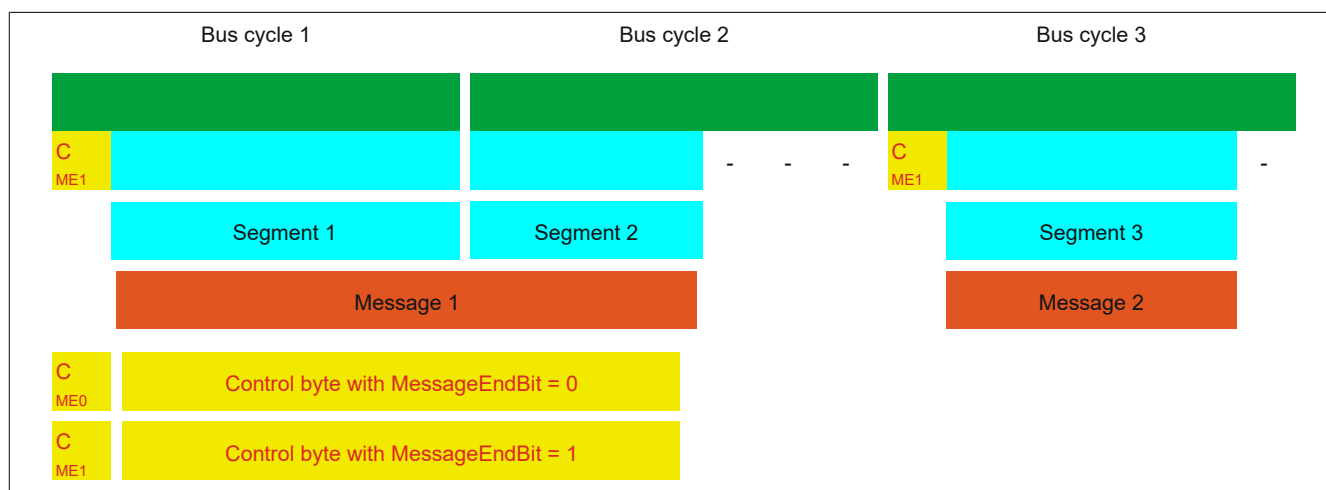 Bus cycle 1 Bus cycle 2 Bus cycle 3
C - - - C -
ME1 ME1
Segment 1 Segment 2 Segment 3
Message 1 Message 2
C
ME0 Control byte with MessageEndBit = 0
C
ME1 Control byte with MessageEndBit = 1